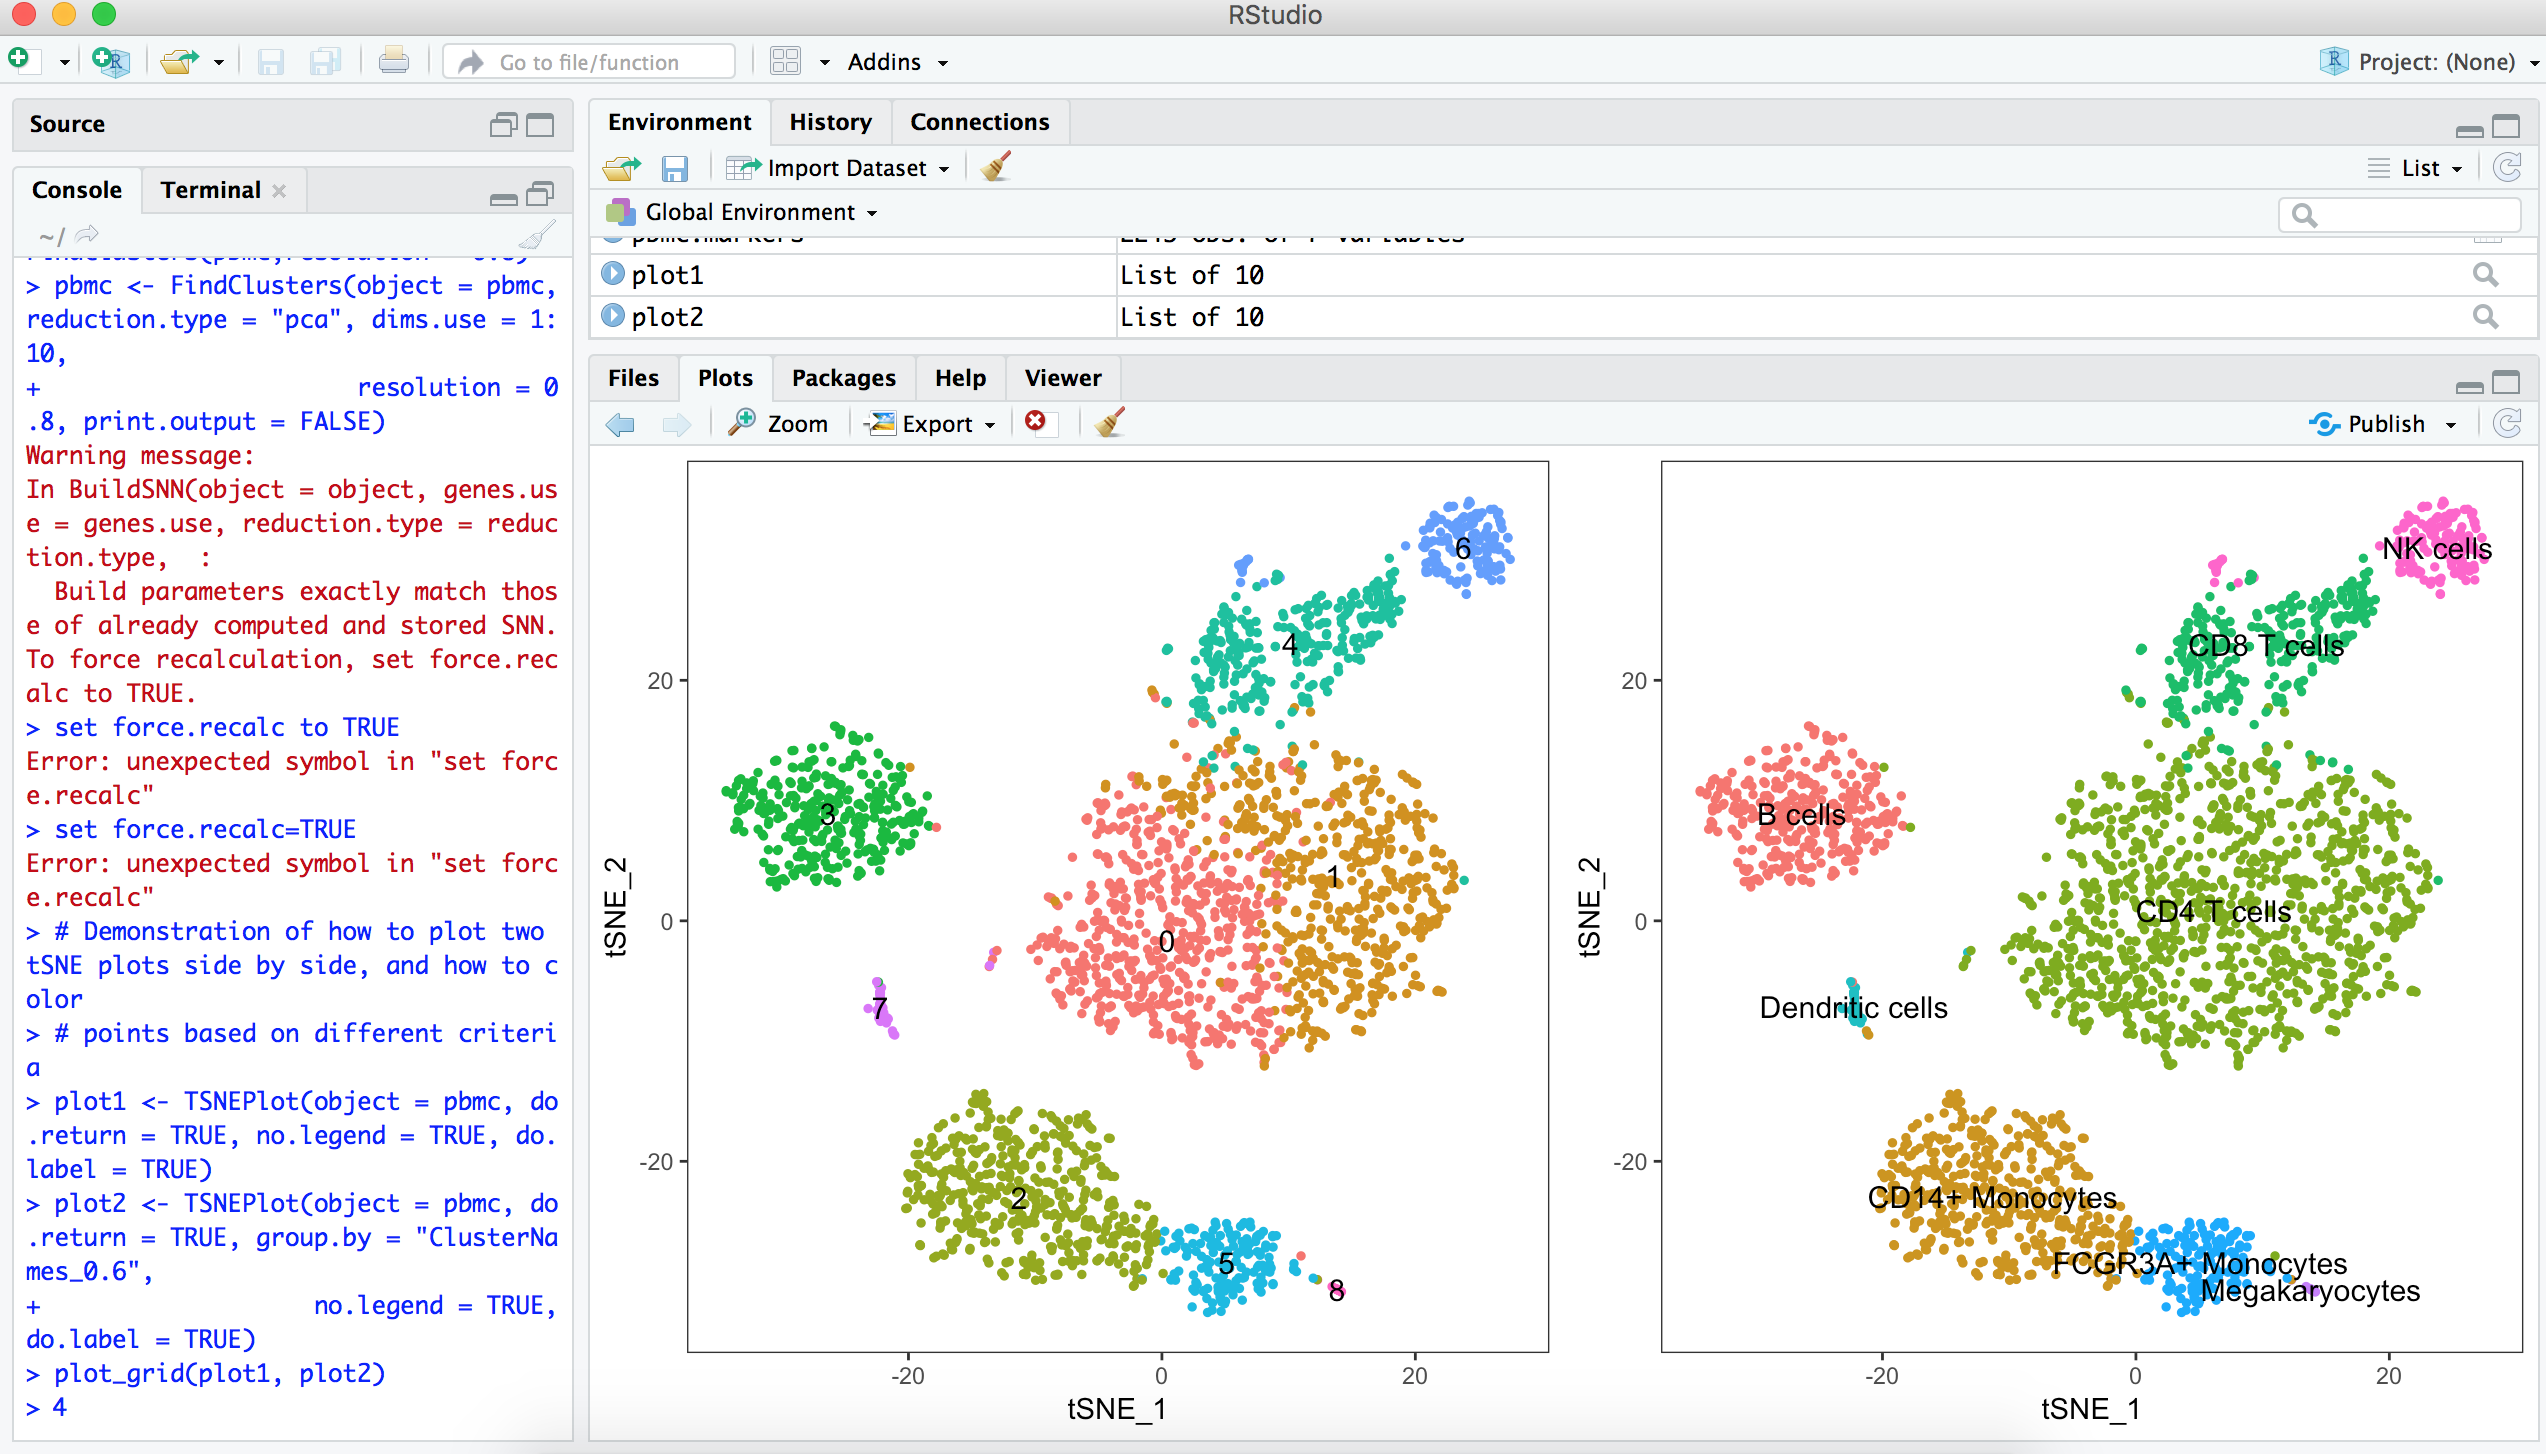 RStudio
Go to file/function
Addins
Project: (None)
Source
Console
Terminal
~/
> pbmc <- FindClusters(object = pbmc,
reduction.type = "pca", dims.use = 1:
10,
+                       resolution = 0
.8, print.output = FALSE)
Warning message:
In BuildSNN(object = object, genes.us
e = genes.use, reduction.type = reduc
tion.type,  :
  Build parameters exactly match thos
e of already computed and stored SNN.
To force recalculation, set force.rec
alc to TRUE.
> set force.recalc to TRUE
Error: unexpected symbol in "set forc
e.recalc"
> set force.recalc=TRUE
Error: unexpected symbol in "set forc
e.recalc"
> # Demonstration of how to plot two
tSNE plots side by side, and how to c
olor
> # points based on different criteri
a
> plot1 <- TSNEPlot(object = pbmc, do
.return = TRUE, no.legend = TRUE, do.
label = TRUE)
> plot2 <- TSNEPlot(object = pbmc, do
.return = TRUE, group.by = "ClusterNa
mes_0.6",
+                    no.legend = TRUE,
do.label = TRUE)
> plot_grid(plot1, plot2)
> 4
Environment
History
Connections
Import Dataset
List
Global Environment
plot1 List of 10
plot2 List of 10
Files
Plots
Packages
Help
Viewer
Zoom
Export
Publish
tSNE_2
20
0
-20
6
4
3
1
0
7
2
5
8
-20
0
20
tSNE_1
tSNE_2
20
0
-20
NK cells
CD8 T cells
B cells
CD4 T cells
Dendritic cells
CD14+ Monocytes
FCGR3A+ Monocytes
Megakaryocytes
-20
0
20
tSNE_1